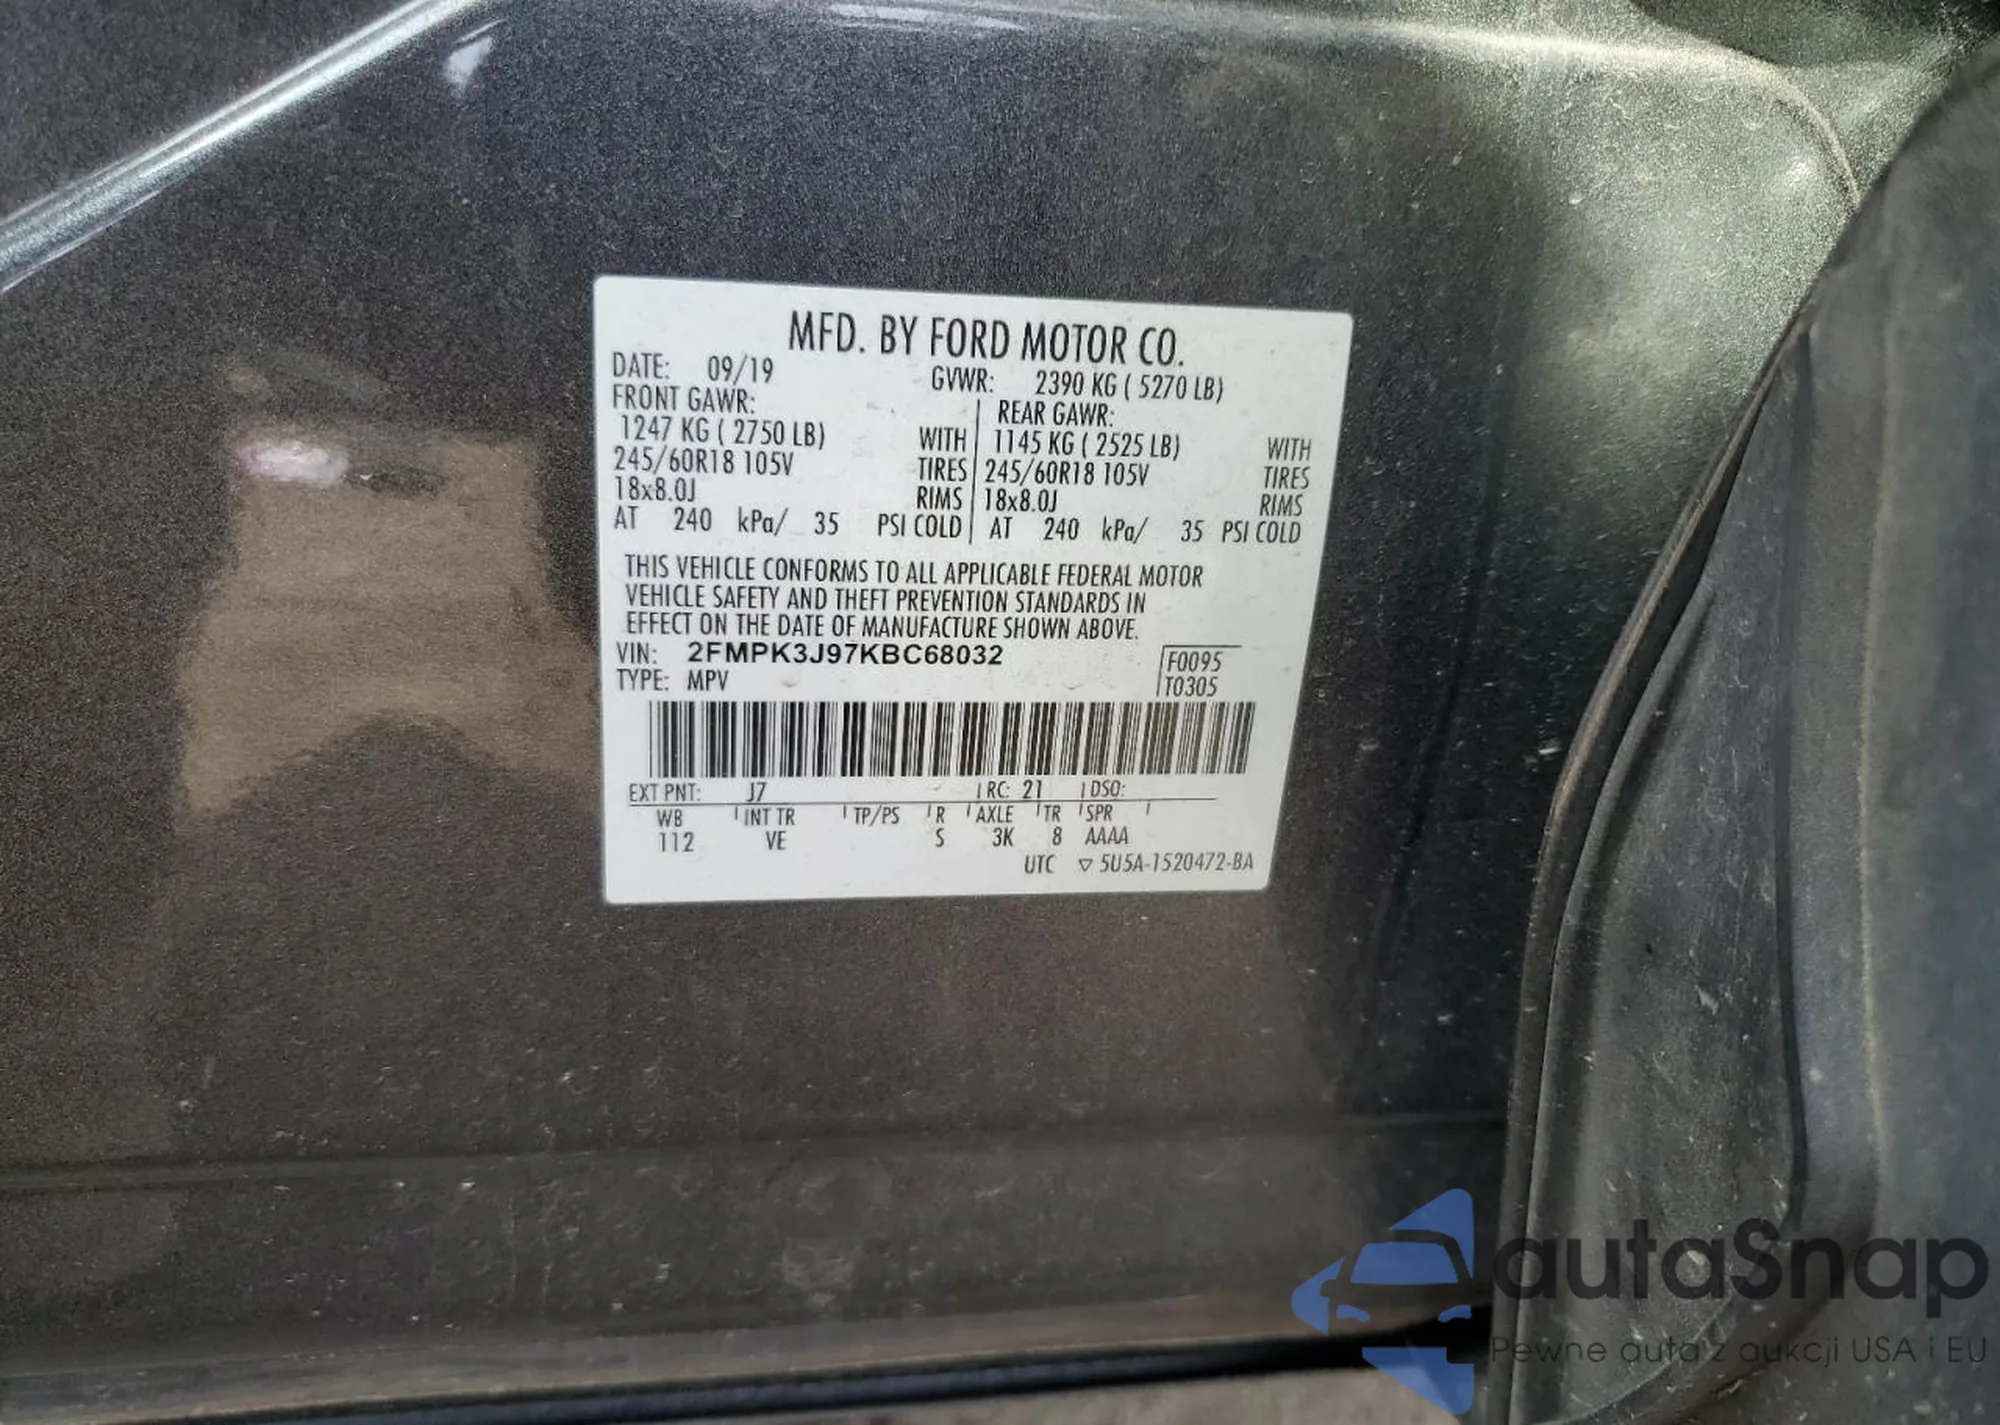 MFD. BY FORD MOTOR CO.
DATE: 09/19 GVWR: 2390 KG ( 5270 LB)
FRONT GAWR: REAR GAWR:
1247 KG ( 2750 LB) WITH 1145 KG ( 2525 LB) WITH
245/60R18 105V TIRES 245/60R18 105V TIRES
18x8.0J RIMS 18x8.0J RIMS
AT 240 kPa/ 35 PSI COLD AT 240 kPa/ 35 PSI COLD
THIS VEHICLE CONFORMS TO ALL APPLICABLE FEDERAL MOTOR
VEHICLE SAFETY AND THEFT PREVENTION STANDARDS IN
EFFECT ON THE DATE OF MANUFACTURE SHOWN ABOVE.
VIN: 2FMPK3J97KBC68032 F0095
TYPE: MPV T0305
EXT PNT: J7 RC: 21 DSO:
WB INT TR TP/PS R AXLE TR SPR
112 VE S 3K 8 AAAA
UTC ▽ 5U5A-1520472-BA
autaSnap
Pewne auta z aukcji USA i EU